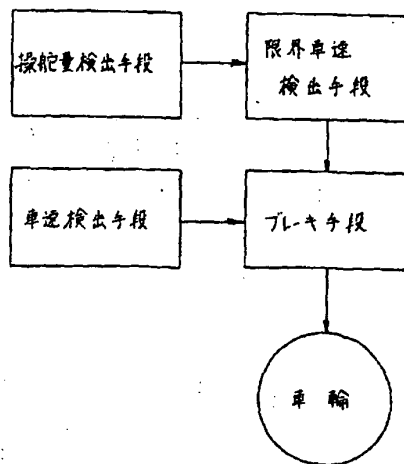 操舵量検出手段
限界車速
検出手段
車速検出手段
ブレーキ手段
車輪